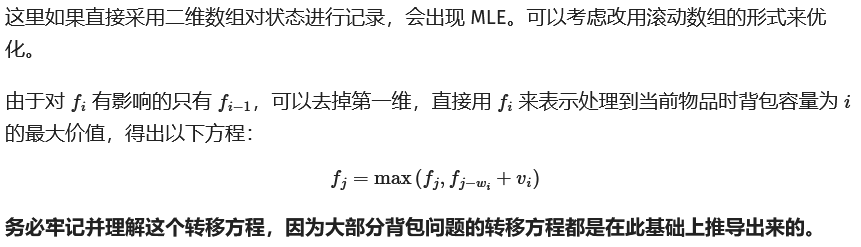 这里如果直接采用二维数组对状态进行记录，会出现 MLE。可以考虑改用滚动数组的形式来优
化。
由于对 f_i 有影响的只有 f_{i-1}，可以去掉第一维，直接用 f_i 来表示处理到当前物品时背包容量为 i
的最大价值，得出以下方程：
f_j = max (f_j, f_{j-w_i} + v_i)
务必牢记并理解这个转移方程，因为大部分背包问题的转移方程都是在此基础上推导出来的。